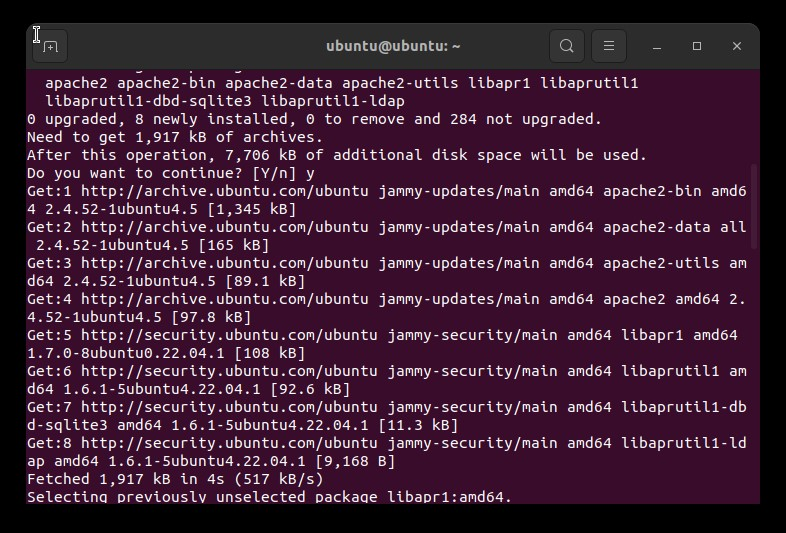 ubuntu@ubuntu: ~
apache2 apache2-bin apache2-data apache2-utils libapr1 libaprutil1
libaprutil1-dbd-sqlite3 libaprutil1-ldap
0 upgraded, 8 newly installed, 0 to remove and 284 not upgraded.
Need to get 1,917 kB of archives.
After this operation, 7,706 kB of additional disk space will be used.
Do you want to continue? [Y/n] y
Get:1 http://archive.ubuntu.com/ubuntu jammy-updates/main amd64 apache2-bin amd6
4 2.4.52-1ubuntu4.5 [1,345 kB]
Get:2 http://archive.ubuntu.com/ubuntu jammy-updates/main amd64 apache2-data all
 2.4.52-1ubuntu4.5 [165 kB]
Get:3 http://archive.ubuntu.com/ubuntu jammy-updates/main amd64 apache2-utils am
d64 2.4.52-1ubuntu4.5 [89.1 kB]
Get:4 http://archive.ubuntu.com/ubuntu jammy-updates/main amd64 apache2 amd64 2.
4.52-1ubuntu4.5 [97.8 kB]
Get:5 http://security.ubuntu.com/ubuntu jammy-security/main amd64 libapr1 amd64
1.7.0-8ubuntu0.22.04.1 [108 kB]
Get:6 http://security.ubuntu.com/ubuntu jammy-security/main amd64 libaprutil1 am
d64 1.6.1-5ubuntu4.22.04.1 [92.6 kB]
Get:7 http://security.ubuntu.com/ubuntu jammy-security/main amd64 libaprutil1-db
d-sqlite3 amd64 1.6.1-5ubuntu4.22.04.1 [11.3 kB]
Get:8 http://security.ubuntu.com/ubuntu jammy-security/main amd64 libaprutil1-ld
ap amd64 1.6.1-5ubuntu4.22.04.1 [9,168 B]
Fetched 1,917 kB in 4s (517 kB/s)
Selecting previously unselected package libapr1:amd64.